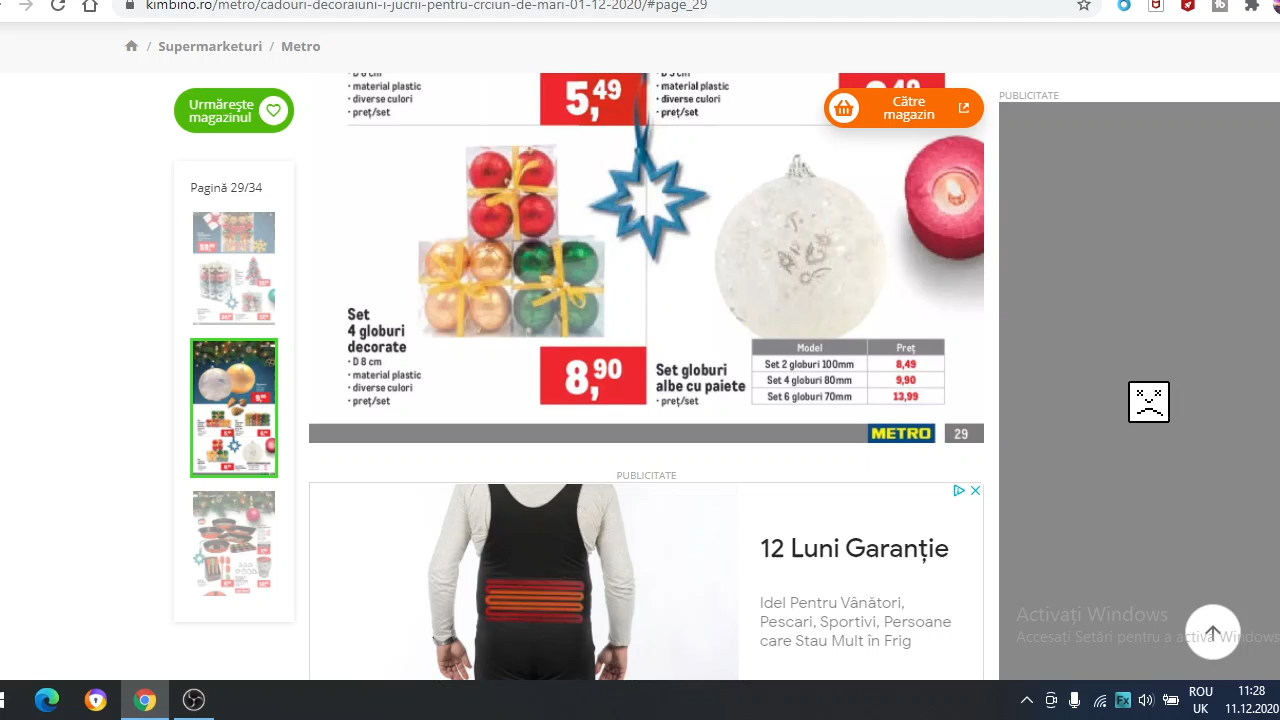 kimbino.ro/metro/cadouri-decoraiuni-i-jucrii-pentru-crciun-de-mari-01-12-2020/#page_29
/ Supermarketuri / Metro
Urmărește
magazinul
Pagină 29/34
• D 6 cm
• material plastic
• diverse culori
• preț/set
5,49
• material plastic
• diverse culori
• preț/set
Către
magazin
PUBLICITATE
Set
4 globuri
decorate
• D 8 cm
• material plastic
• diverse culori
• preț/set
8,90
Set globuri
albe cu paiete
• preț/set
Model Preț
Set 2 globuri 100mm 8,49
Set 4 globuri 80mm 9,90
Set 6 globuri 70mm 13,99
METRO 29
PUBLICITATE
12 Luni Garanție
Idel Pentru Vânători,
Pescari, Sportivi, Persoane
care Stau Mult în Frig
Activați Windows
Accesați Setări pentru a activa Windows
ROU
UK
11:28
11.12.2020